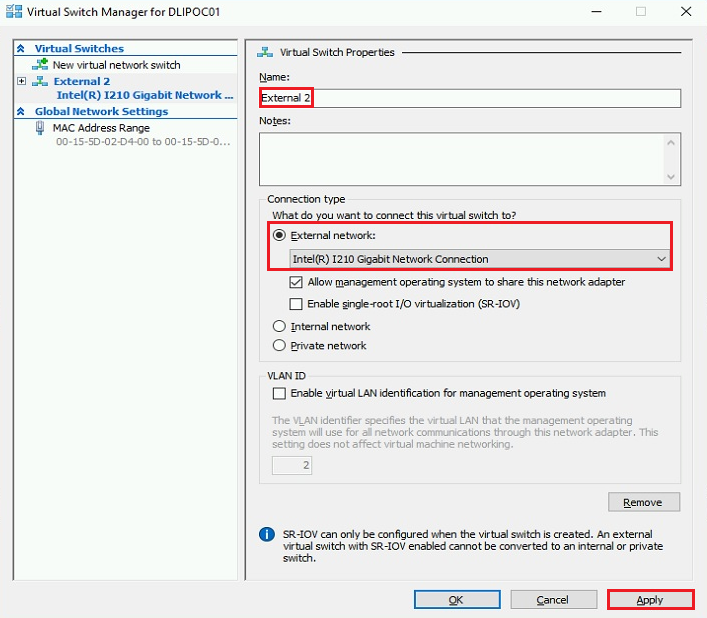 Virtual Switch Manager for DLIPOC01
Virtual Switches
New virtual network switch
External 2
Intel(R) I210 Gigabit Network ...
Global Network Settings
MAC Address Range
00-15-5D-02-D4-00 to 00-15-5D-0...
Virtual Switch Properties
Name:
External 2
Notes:
Connection type
What do you want to connect this virtual switch to?
External network:
Intel(R) I210 Gigabit Network Connection
Allow management operating system to share this network adapter
Enable single-root I/O virtualization (SR-IOV)
Internal network
Private network
VLAN ID
Enable virtual LAN identification for management operating system
The VLAN identifier specifies the virtual LAN that the management operating
system will use for all network communications through this network adapter. This
setting does not affect virtual machine networking.
2
Remove
SR-IOV can only be configured when the virtual switch is created. An external
virtual switch with SR-IOV enabled cannot be converted to an internal or private
switch.
OK
Cancel
Apply